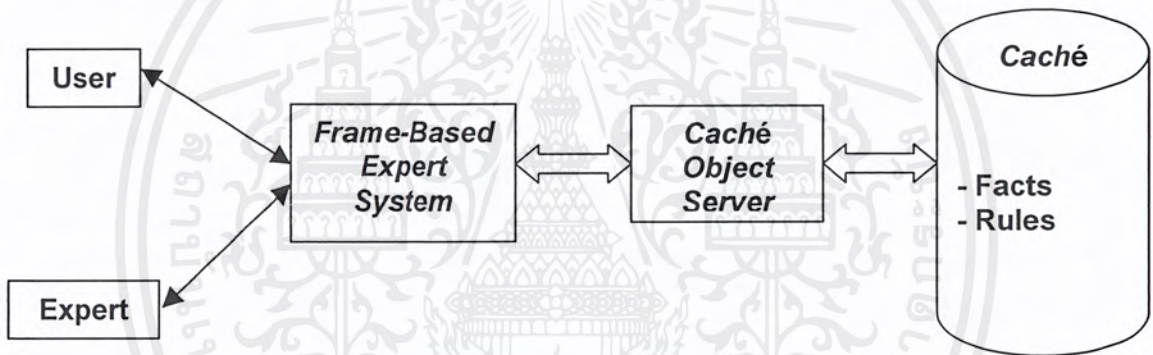 User
Expert
Frame-Based
Expert
System
Caché
Object
Server
Caché
- Facts
- Rules